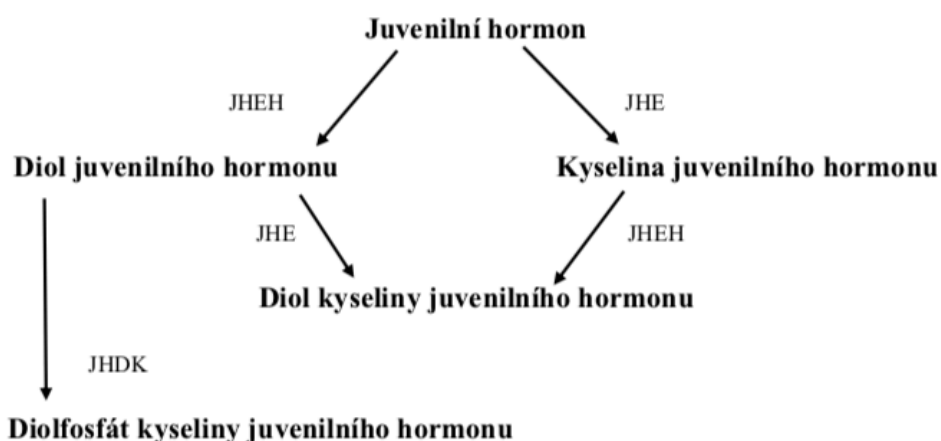 Juvenilní hormon
JHEH
JHE
Diol juvenilního hormonu
Kyselina juvenilního hormonu
JHE
JHEH
Diol kyseliny juvenilního hormonu
JHDK
Diolfosfát kyseliny juvenilního hormonu